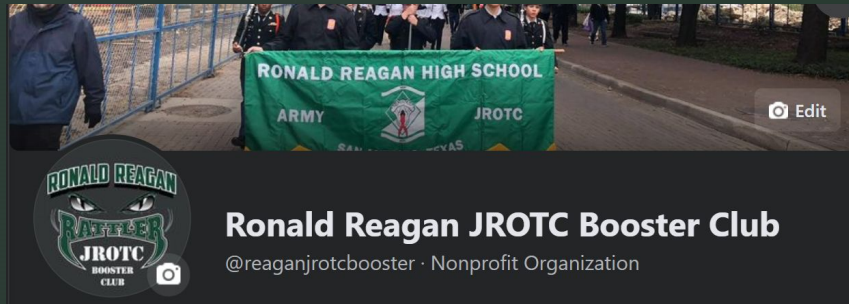 RONALD REAGAN HIGH SCHOOL
ARMY
JROTC
Edit
RONALD REAGAN
RATTLER
JROTC
BOOSTER
CLUB
Ronald Reagan JROTC Booster Club
@reaganjrotcbooster · Nonprofit Organization